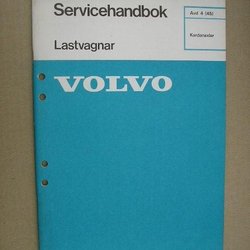 Servicehandbok
Avd 4 (45)
Kardanaxlar
Lastvagnar
VOLVO